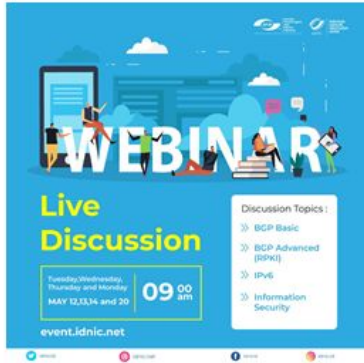 WEBINAR
Live
Discussion
Tuesday,Wednesday,
Thursday and Monday
MAY 12,13,14 and 20
09 00
am
event.idnic.net
Discussion Topics :
BGP Basic
BGP Advanced
(RPKI)
IPv6
Information
Security